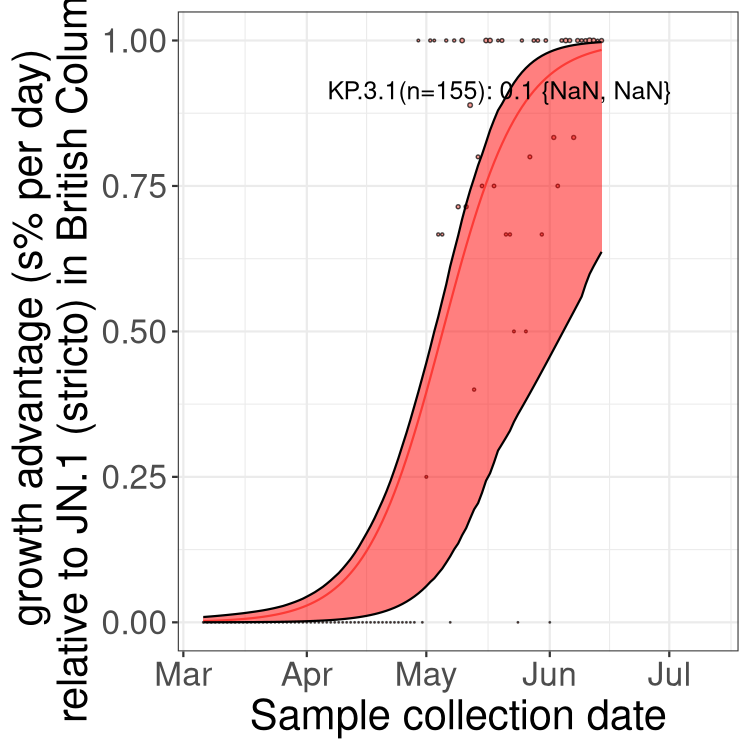 growth advantage (s% per day)
relative to JN.1 (stricto) in British Colum
1.00
0.75
0.50
0.25
0.00
KP.3.1(n=155): 0.1 {NaN, NaN}
Mar Apr May Jun Jul
Sample collection date